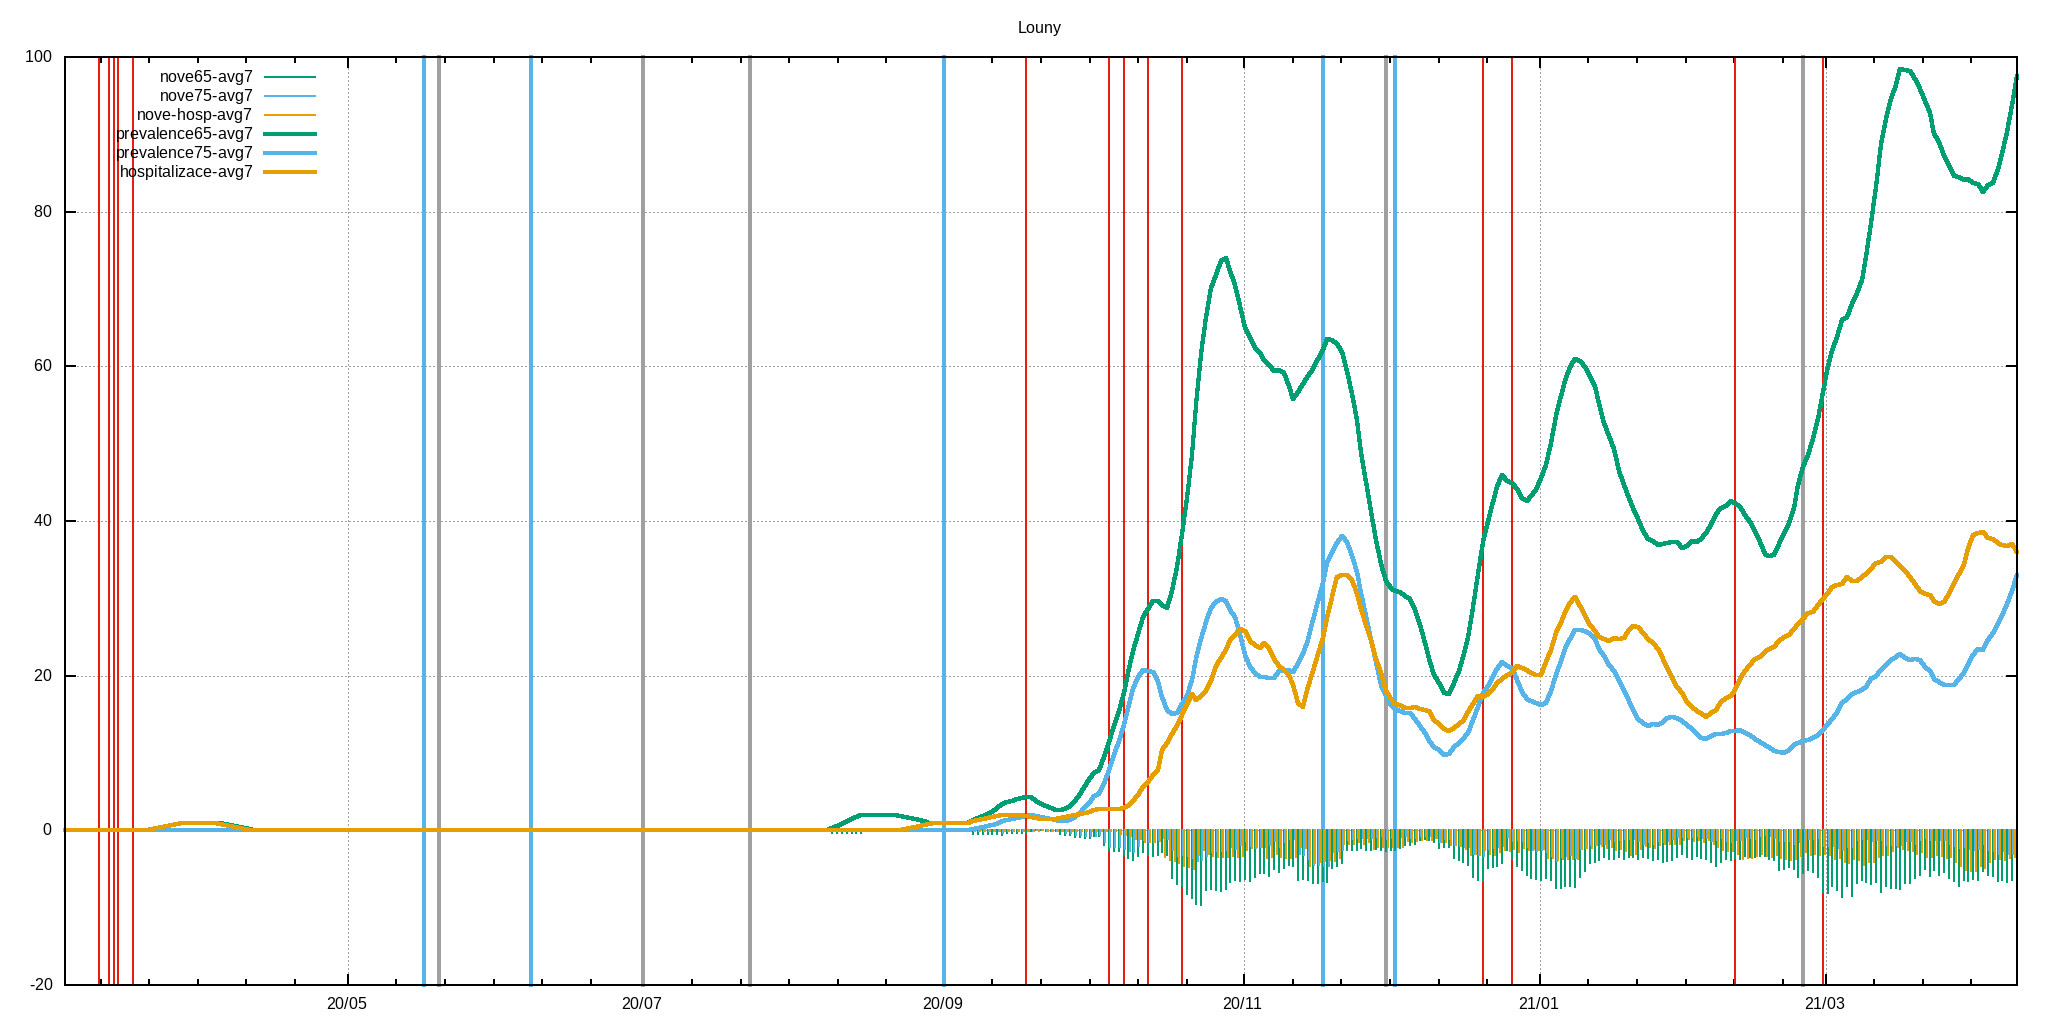 Louny
100
80
60
40
20
0
-20
nove65-avg7
nove75-avg7
nove-hosp-avg7
prevalence65-avg7
prevalence75-avg7
hospitalizace-avg7
20/05
20/07
20/09
20/11
21/01
21/03